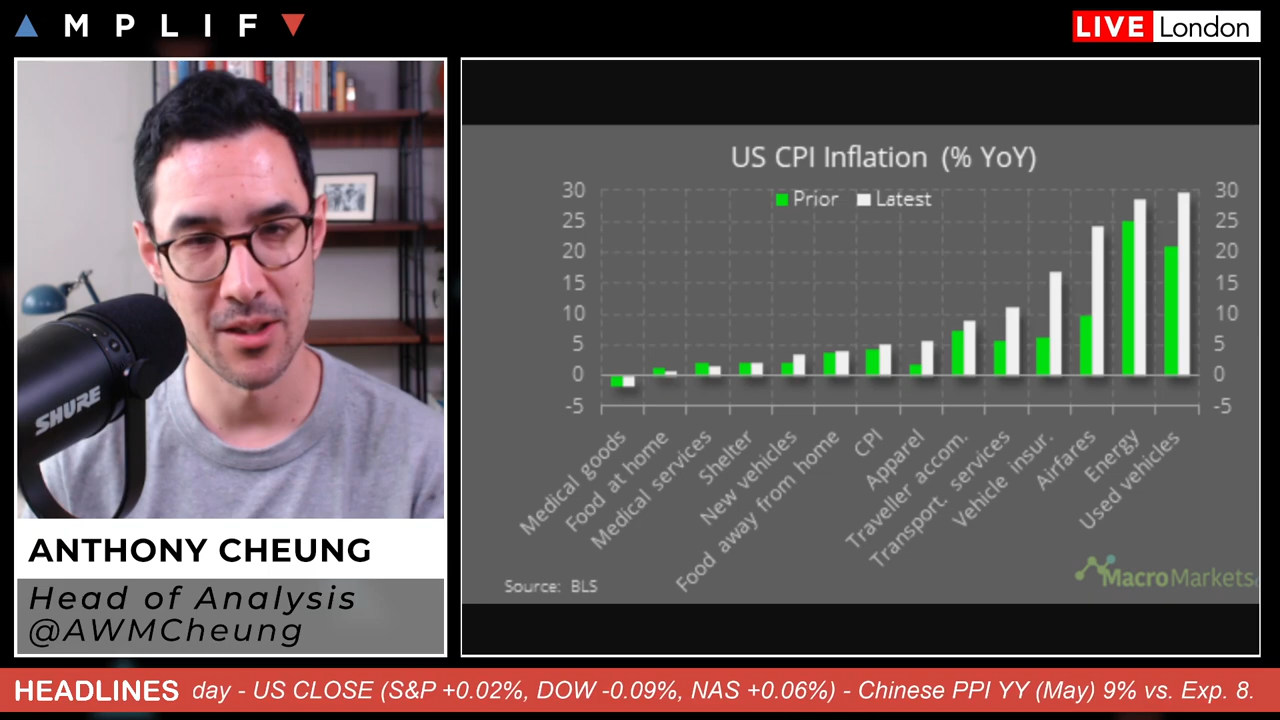 AMPLIFY
LIVE London
US CPI Inflation (% YoY)
Prior Latest
30 30
25 25
20 20
15 15
10 10
5 5
0 0
-5 -5
Medical goods
Food at home
Medical services
Shelter
New vehicles
Food away from home
CPI
Apparel
Traveller accom.
Transport. services
Vehicle insur.
Airfares
Energy
Used vehicles
Source: BLS
MacroMarkets
SHURE
ANTHONY CHEUNG
Head of Analysis
@AWMCheung
HEADLINES day - US CLOSE (S&P +0.02%, DOW -0.09%, NAS +0.06%) - Chinese PPI YY (May) 9% vs. Exp. 8.